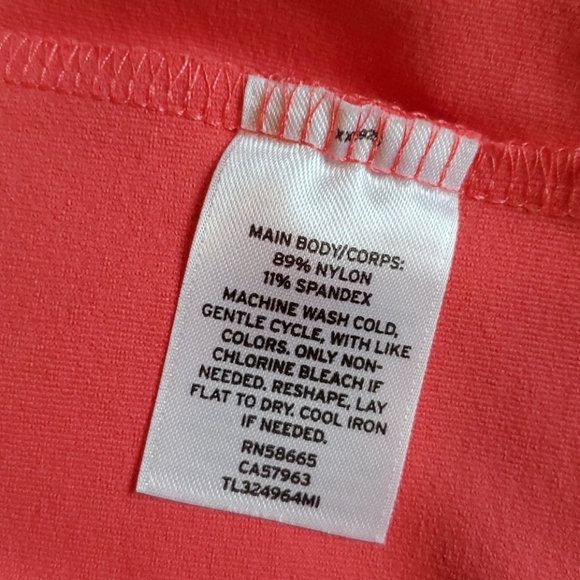 MAIN BODY/CORPS:
89% NYLON
11% SPANDEX
MACHINE WASH COLD,
GENTLE CYCLE, WITH LIKE
COLORS. ONLY NON-
CHLORINE BLEACH IF
NEEDED. RESHAPE, LAY
FLAT TO DRY. COOL IRON
IF NEEDED.
RN58665
CA57963
TL324964MI